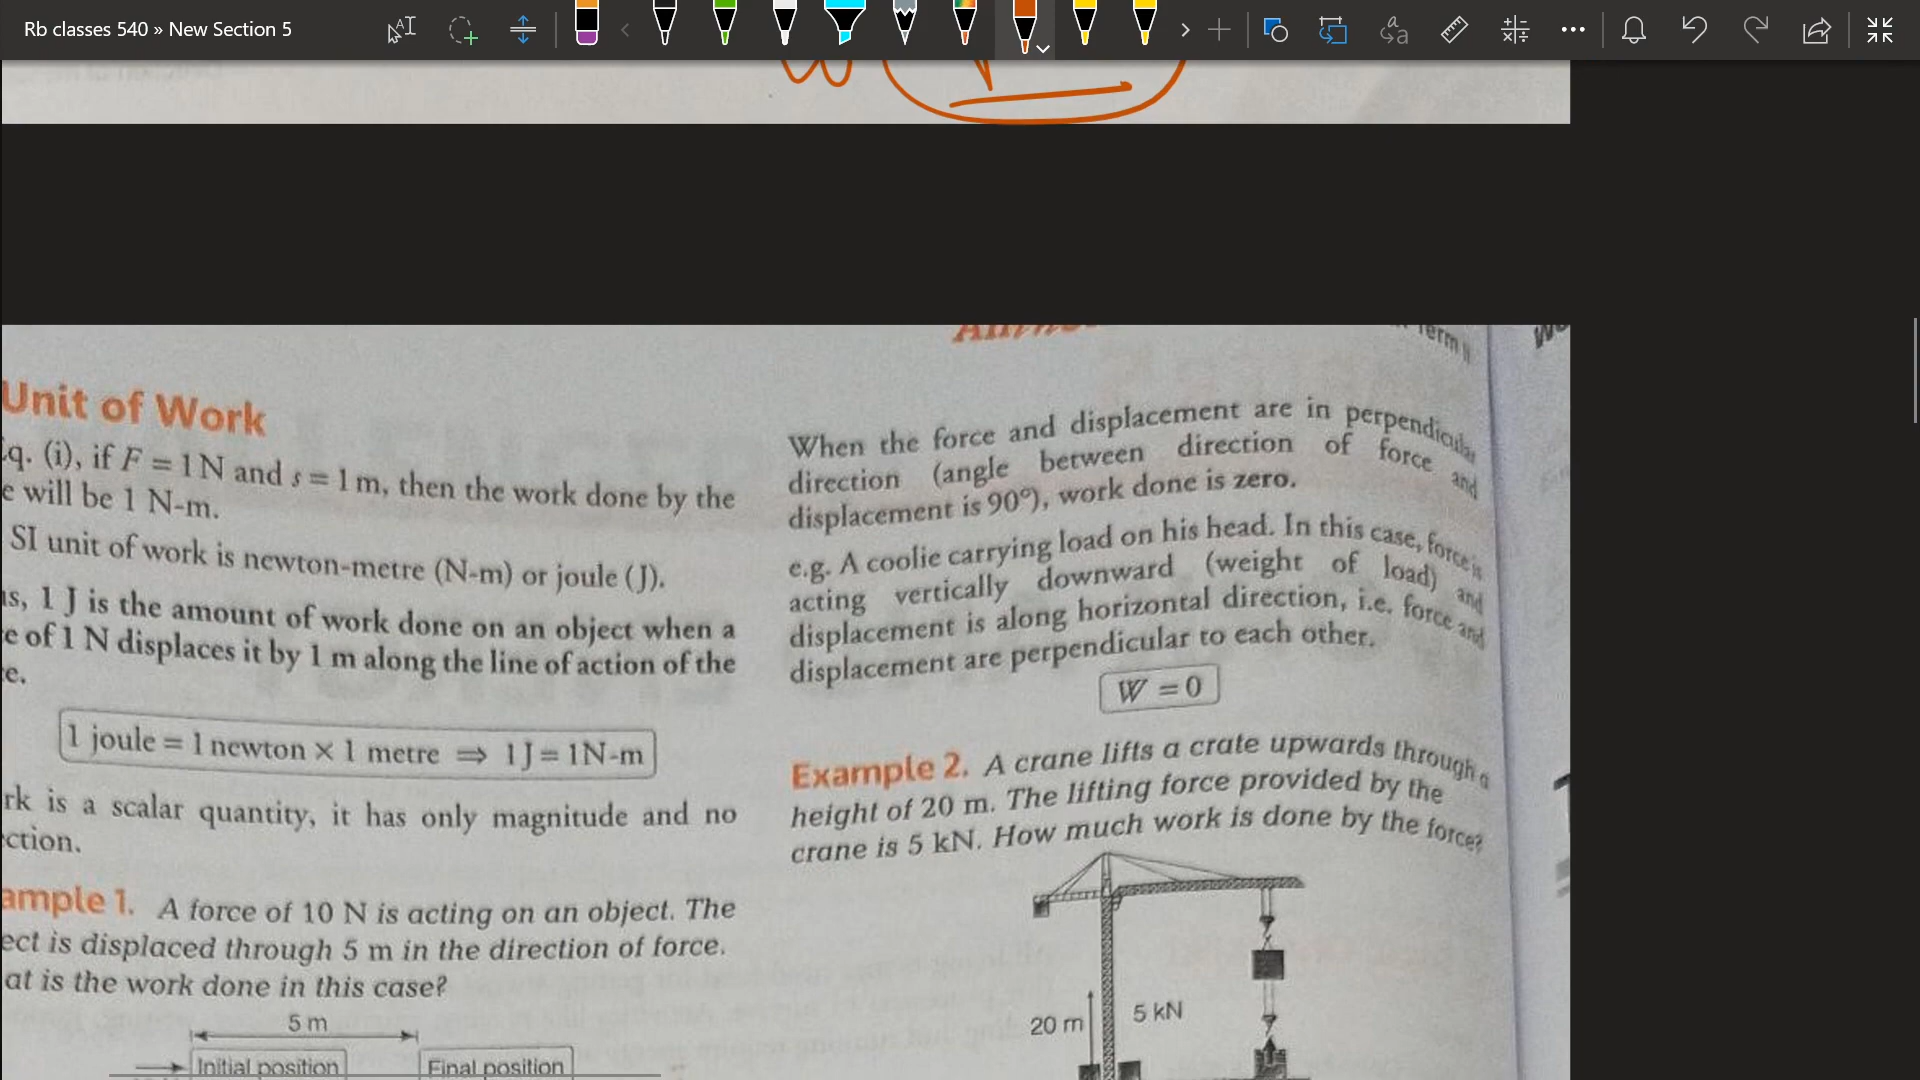 Rb classes 540 » New Section 5
Unit of Work
q. (i), if F = 1 N and s = 1 m, then the work done by the
e will be 1 N-m.
SI unit of work is newton-metre (N-m) or joule (J).
us, 1 J is the amount of work done on an object when a
e of 1 N displaces it by 1 m along the line of action of the
e.
1 joule = 1 newton × 1 metre ⇒ 1 J = 1N-m
rk is a scalar quantity, it has only magnitude and no
ection.
ample 1. A force of 10 N is acting on an object. The
ect is displaced through 5 m in the direction of force.
at is the work done in this case?
5 m
Initial position
Final position
When the force and displacement are in perpendicular
direction (angle between direction of force and
displacement is 90°), work done is zero.
e.g. A coolie carrying load on his head. In this case, force is
acting vertically downward (weight of load) and
displacement is along horizontal direction, i.e. force and
displacement are perpendicular to each other.
W = 0
Example 2. A crane lifts a crate upwards through a
height of 20 m. The lifting force provided by the
crane is 5 kN. How much work is done by the force?
20 m
5 kN